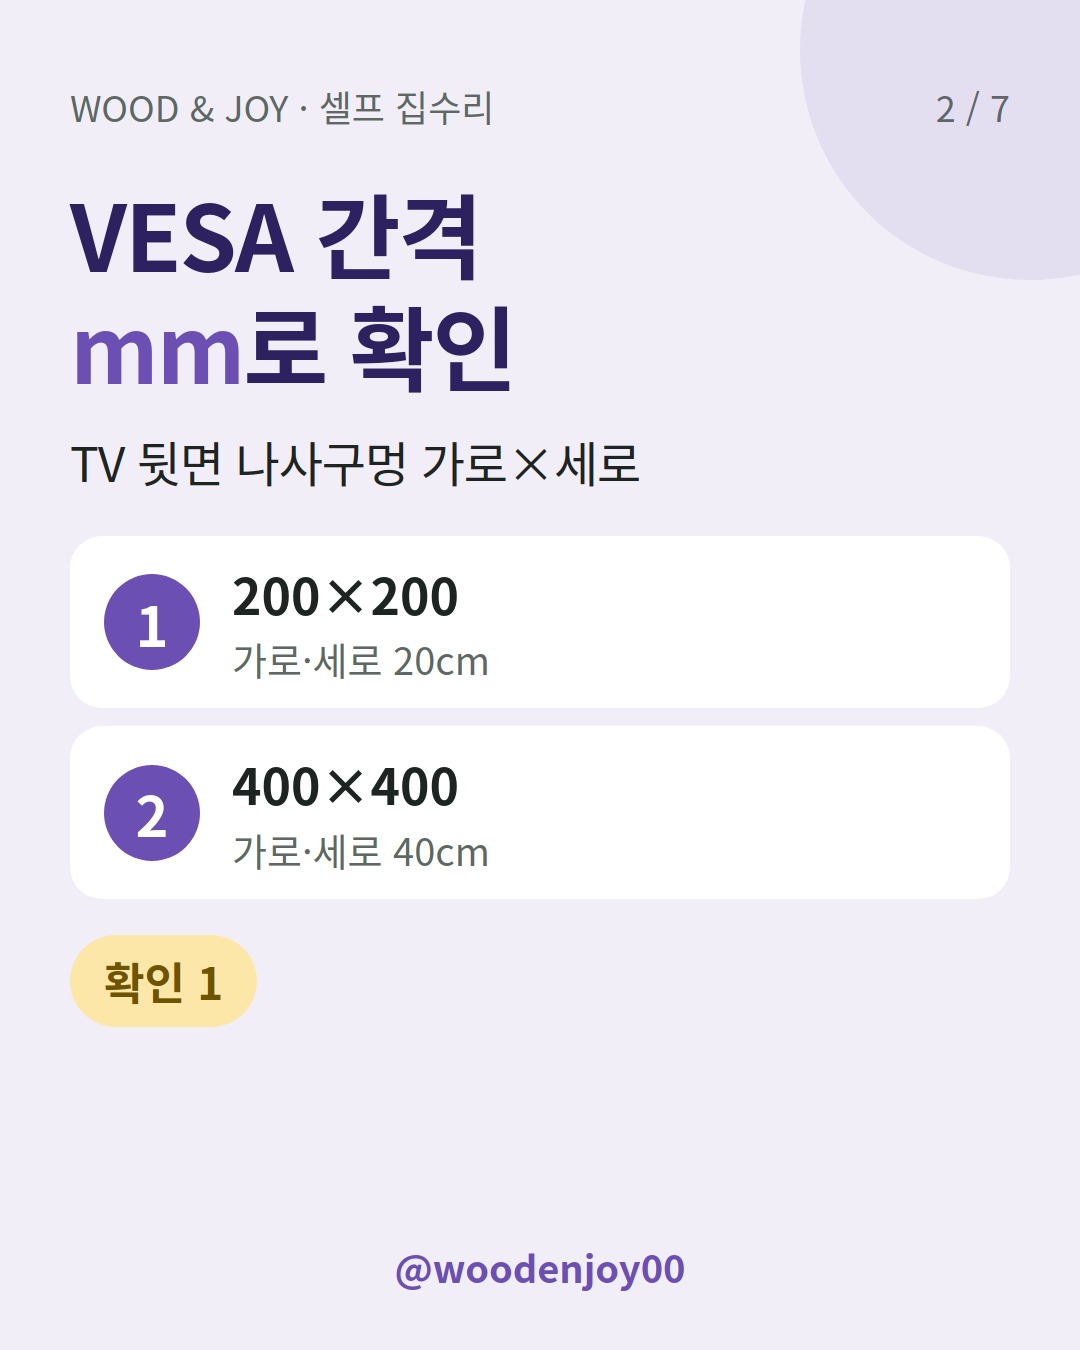 WOOD & JOY · 셀프 집수리
2 / 7
VESA 간격
mm로 확인
TV 뒷면 나사구멍 가로×세로
1
200×200
가로·세로 20cm
2
400×400
가로·세로 40cm
확인 1
@woodenjoy00